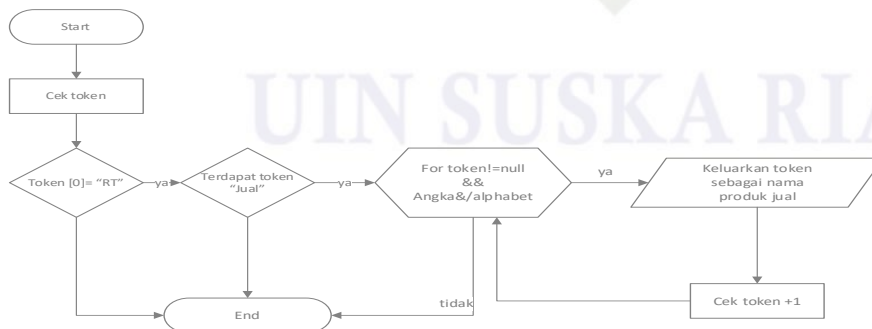 Start
UIN SUSKA RIA
Cek token
Token [0]= “RT”
ya
Terdapat token
“Jual”
ya
For token!=null
&&
Angka&/alphabet
ya
Keluarkan token
sebagai nama
produk jual
tidak
Cek token +1
End